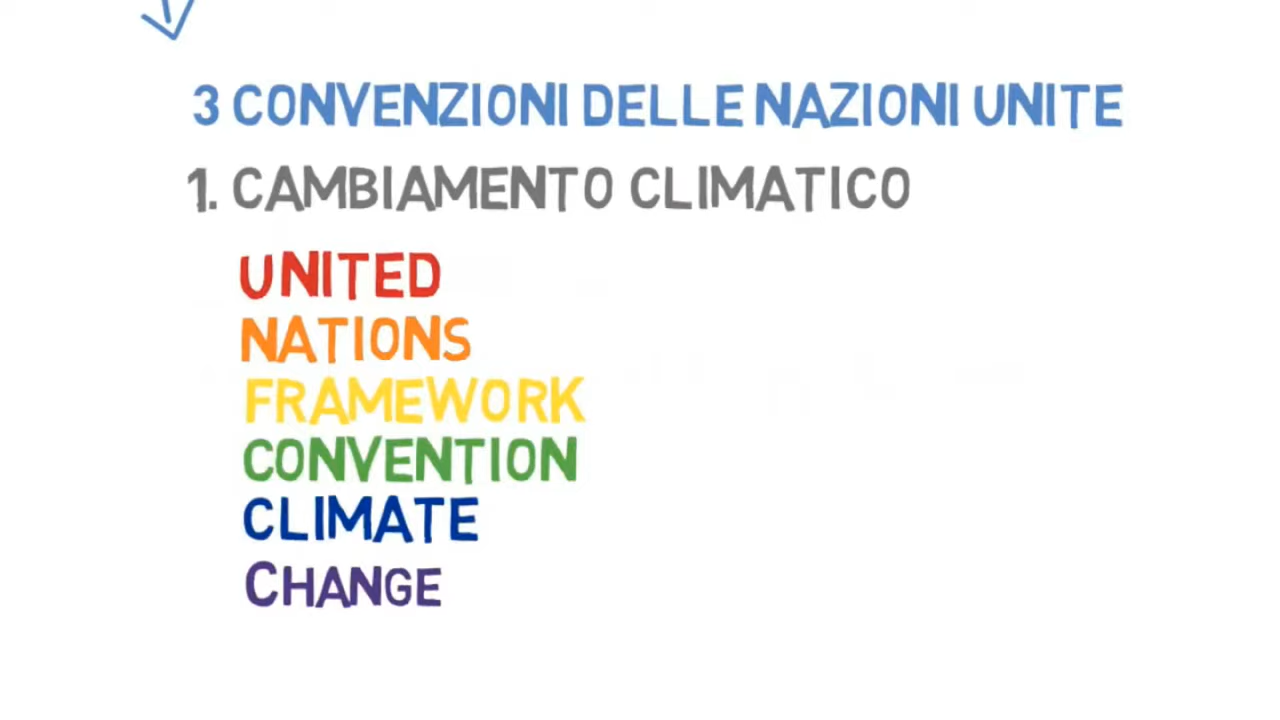 3 CONVENZIONI DELLE NAZIONI UNITE
1. CAMBIAMENTO CLIMATICO
UNITED
NATIONS
FRAMEWORK
CONVENTION
CLIMATE
CHANGE